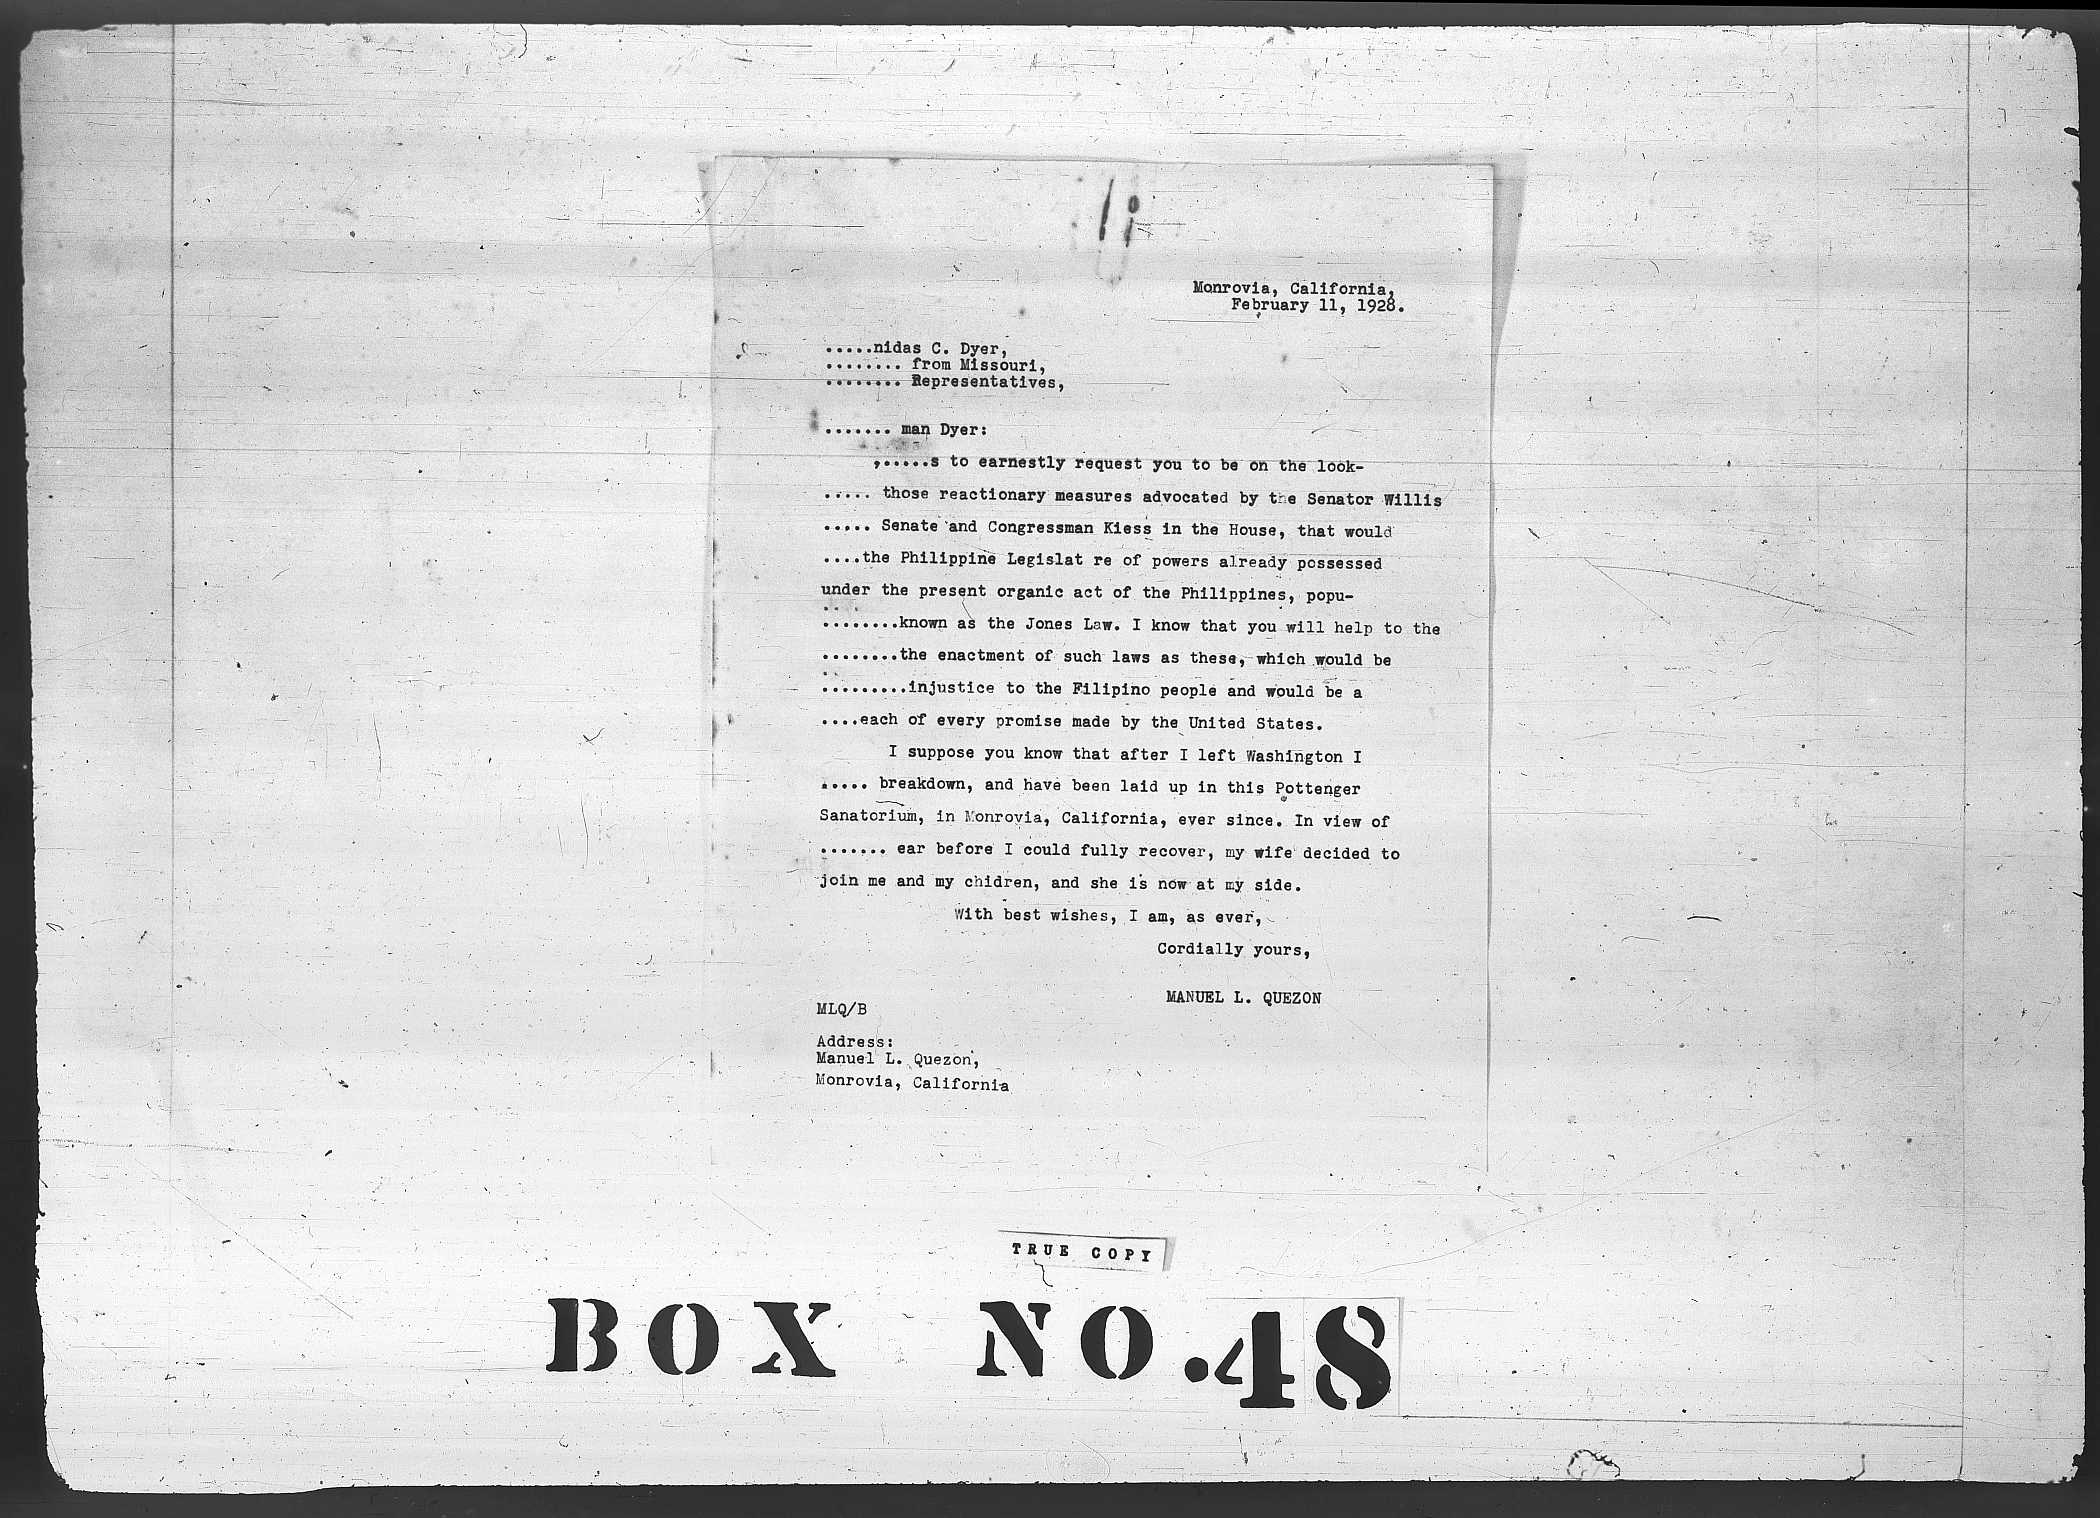 Monrovia, California,
February 11, 1928.
.....nidas C. Dyer,
........ from Missouri,
........ Representatives,
....... man Dyer:
,.....s to earnestly request you to be on the look-
..... those reactionary measures advocated by the Senator Willis
..... Senate and Congressman Kiess in the House, that would
....the Philippine Legislat re of powers already possessed
under the present organic act of the Philippines, popu-
........known as the Jones Law. I know that you will help to the
........the enactment of such laws as these, which would be
.........injustice to the Filipino people and would be a
....each of every promise made by the United States.
I suppose you know that after I left Washington I
..... breakdown, and have been laid up in this Pottenger
Sanatorium, in Monrovia, California, ever since. In view of
....... ear before I could fully recover, my wife decided to
join me and my chidren, and she is now at my side.
With best wishes, I am, as ever,
Cordially yours,
MANUEL L. QUEZON
MLQ/B
Address:
Manuel L. Quezon,
Monrovia, California
TRUE COPY
BOX NO.48